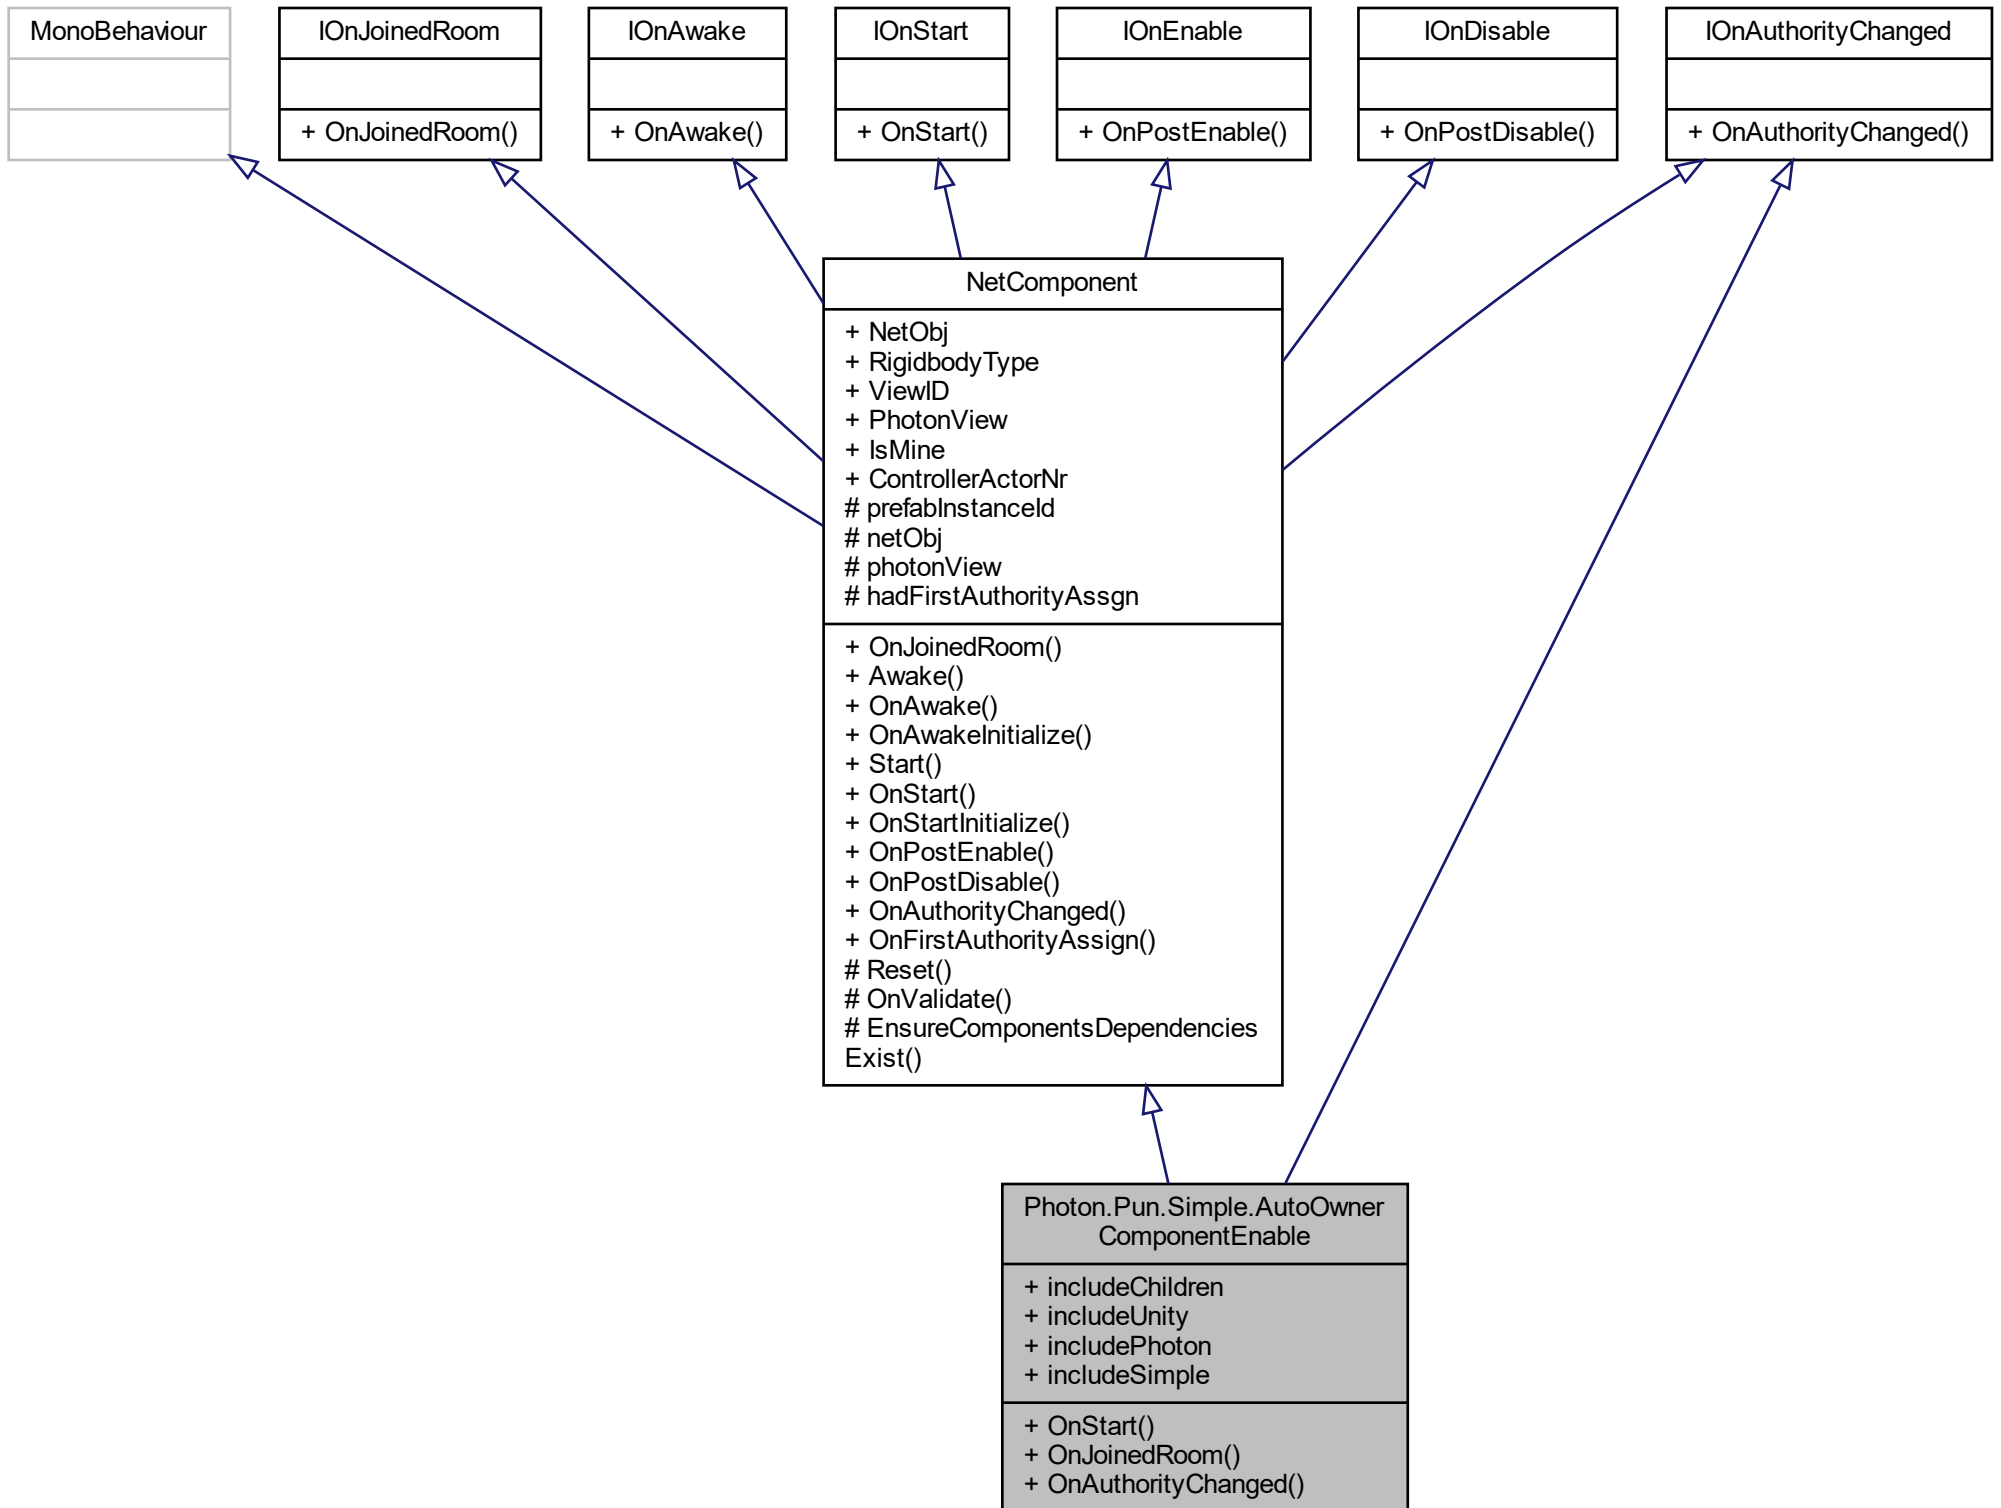 MonoBehaviour
IOnJoinedRoom
+ OnJoinedRoom()
IOnAwake
+ OnAwake()
IOnStart
+ OnStart()
IOnEnable
+ OnPostEnable()
IOnDisable
+ OnPostDisable()
IOnAuthorityChanged
+ OnAuthorityChanged()
NetComponent
+ NetObj
+ RigidbodyType
+ ViewID
+ PhotonView
+ IsMine
+ ControllerActorNr
# prefabInstanceId
# netObj
# photonView
# hadFirstAuthorityAssgn
+ OnJoinedRoom()
+ Awake()
+ OnAwake()
+ OnAwakeInitialize()
+ Start()
+ OnStart()
+ OnStartInitialize()
+ OnPostEnable()
+ OnPostDisable()
+ OnAuthorityChanged()
+ OnFirstAuthorityAssign()
# Reset()
# OnValidate()
# EnsureComponentsDependencies
Exist()
Photon.Pun.Simple.AutoOwner
ComponentEnable
+ includeChildren
+ includeUnity
+ includePhoton
+ includeSimple
+ OnStart()
+ OnJoinedRoom()
+ OnAuthorityChanged()